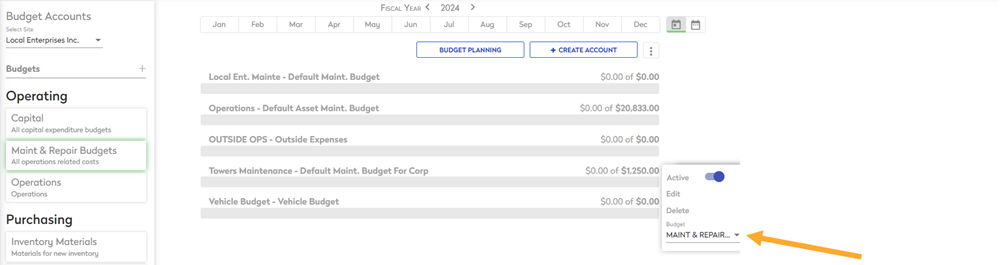 Budget Accounts
Select Site
Local Enterprises Inc.
Budgets +
Operating
Capital
All capital expenditure budgets
Maint & Repair Budgets
All operations related costs
Operations
Operations
Purchasing
Inventory Materials
Materials for new inventory
Fiscal Year < 2024 >
Jan Feb Mar Apr May Jun Jul Aug Sep Oct Nov Dec
BUDGET PLANNING + CREATE ACCOUNT
Local Ent. Mainte - Default Maint. Budget $0.00 of $0.00
Operations - Default Asset Maint. Budget $0.00 of $20,833.00
OUTSIDE OPS - Outside Expenses $0.00 of $0.00
Towers Maintenance - Default Maint. Budget For Corp $0.00 of $1,250.00
Vehicle Budget - Vehicle Budget $0.00 of $0.00
Active
Edit
Delete
Budget
MAINT & REPAIR...